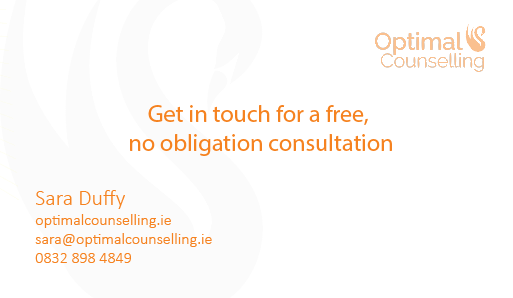 Optimal
Counselling
Get in touch for a free,
no obligation consultation
Sara Duffy
optimalcounselling.ie
sara@optimalcounselling.ie
0832 898 4849